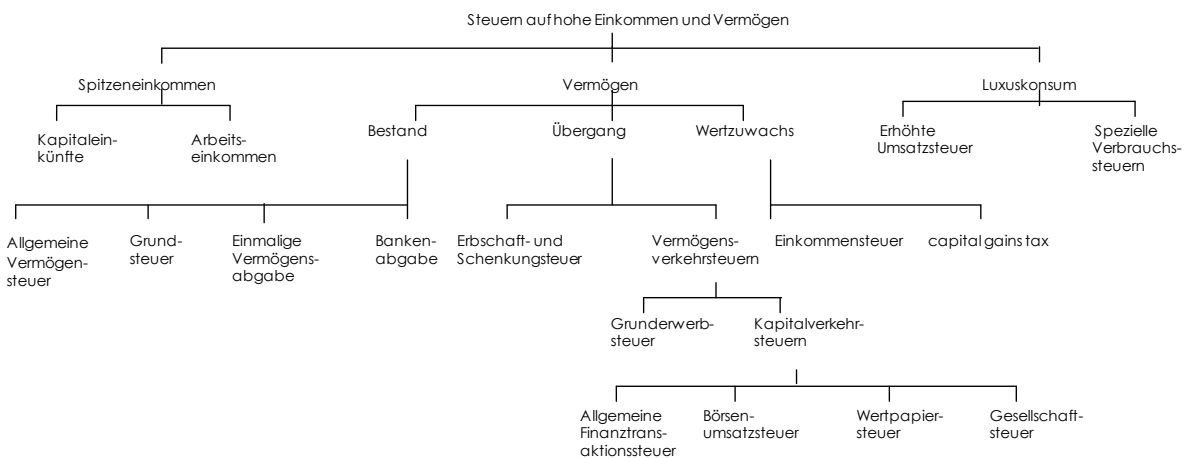 Steuern auf hohe Einkommen und Vermögen
Spitzeneinkommen
Vermögen
Luxuskonsum
Kapitalein-
künfte
Arbeits-
einkommen
Bestand
Übergang
Wertzuwachs
Erhöhte
Umsatzsteuer
Spezielle
Verbrauchs-
steuern
Allgemeine
Vermögen-
steuer
Grund-
steuer
Einmalige
Vermögens-
abgabe
Banken-
abgabe
Erbschaft- und
Schenkungsteuer
Vermögens-
verkehrsteuern
Einkommensteuer
capital gains tax
Grunderwerb-
steuer
Kapitalverkehr-
steuern
Allgemeine
Finanztrans-
aktionssteuer
Börsen-
umsatzsteuer
Wertpapier-
steuer
Gesellschaft-
steuer